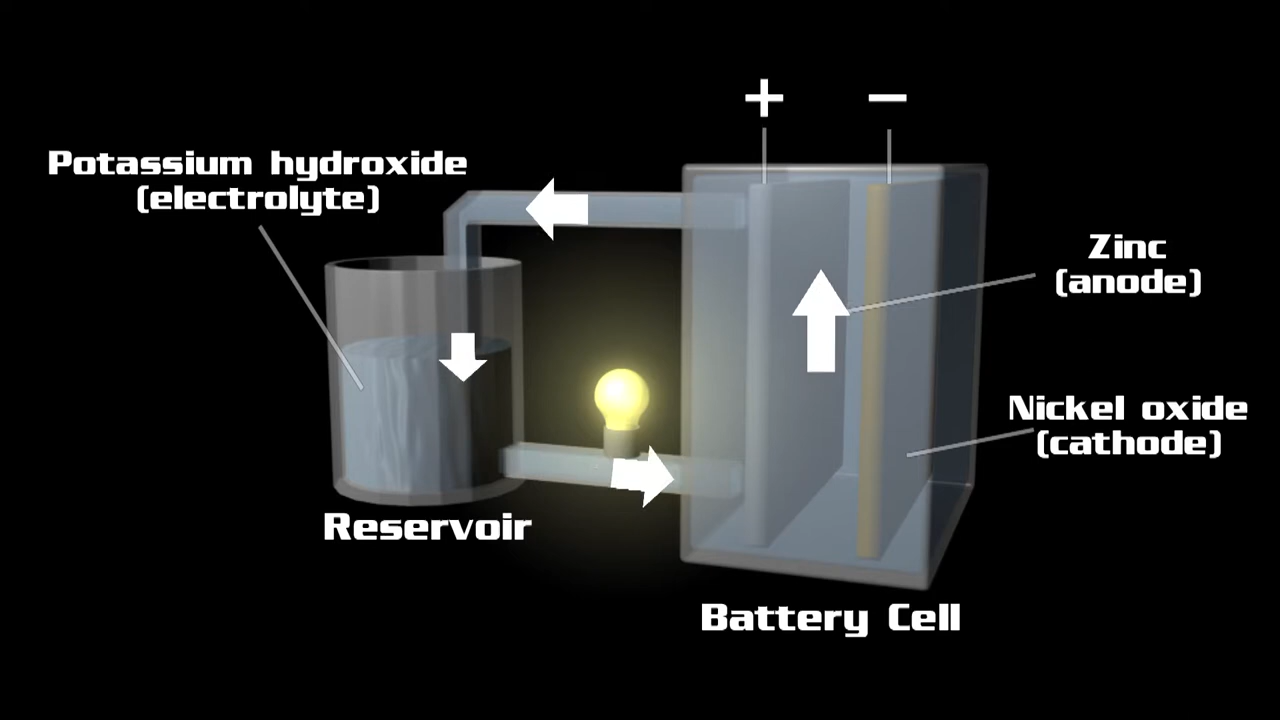 + −
Potassium hydroxide
(electrolyte)
Zinc
(anode)
Nickel oxide
(cathode)
Reservoir
Battery Cell